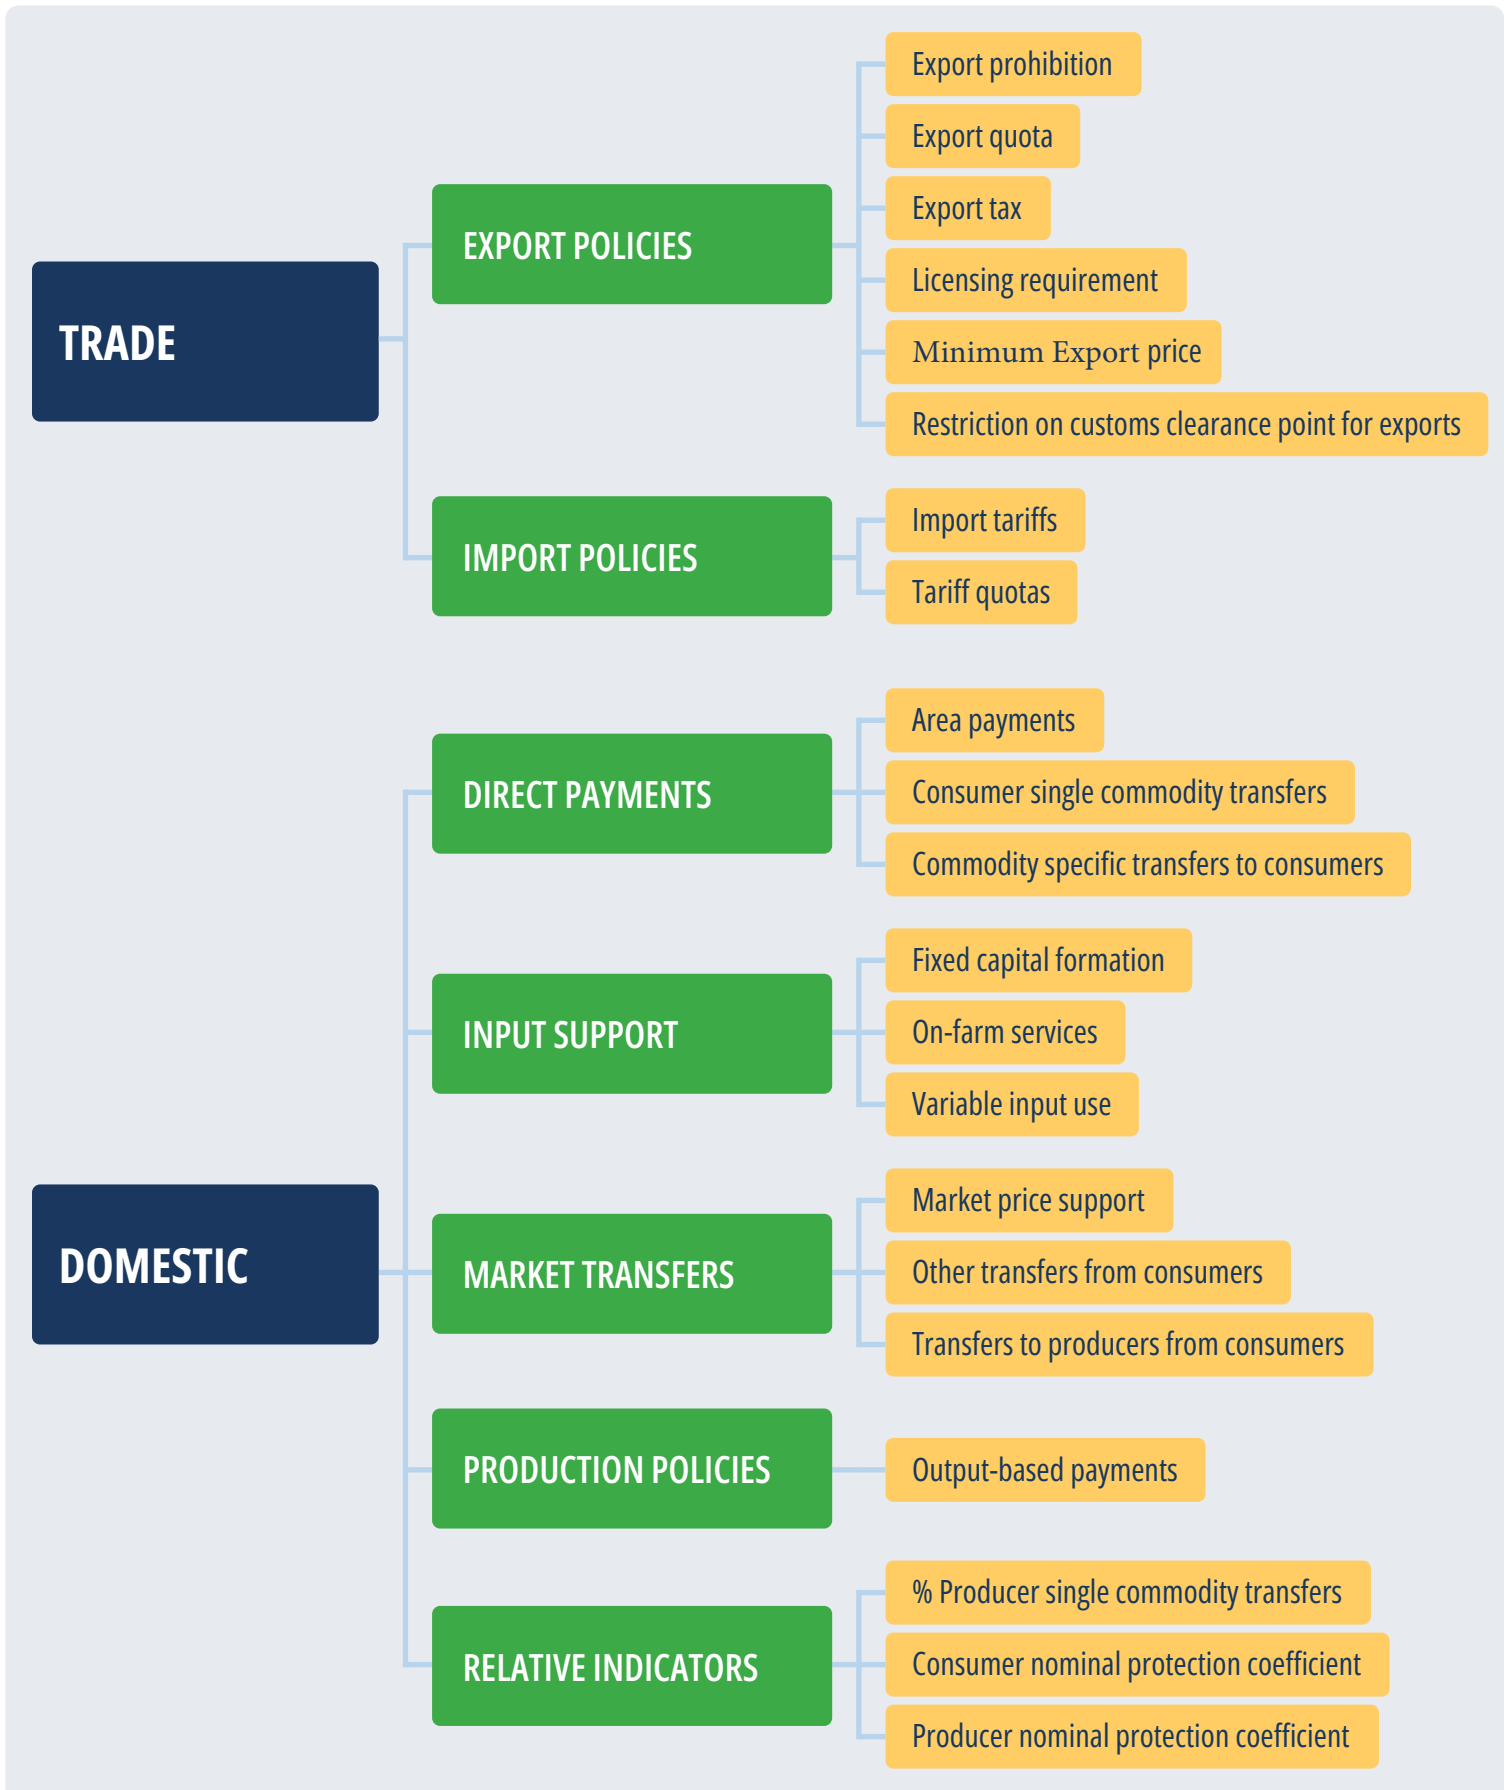 TRADE
EXPORT POLICIES
Export prohibition
Export quota
Export tax
Licensing requirement
Minimum Export price
Restriction on customs clearance point for exports
IMPORT POLICIES
Import tariffs
Tariff quotas
DOMESTIC
DIRECT PAYMENTS
Area payments
Consumer single commodity transfers
Commodity specific transfers to consumers
INPUT SUPPORT
Fixed capital formation
On-farm services
Variable input use
MARKET TRANSFERS
Market price support
Other transfers from consumers
Transfers to producers from consumers
PRODUCTION POLICIES
Output-based payments
RELATIVE INDICATORS
% Producer single commodity transfers
Consumer nominal protection coefficient
Producer nominal protection coefficient